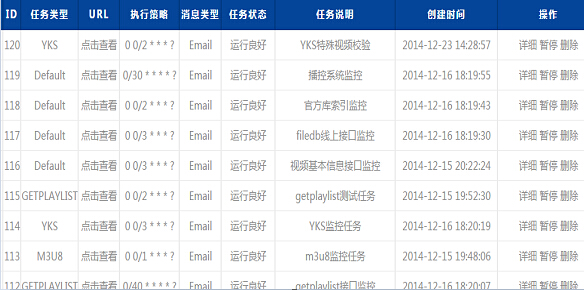 ID 任务类型 URL 执行策略 消息类型 任务状态 任务说明 创建时间 操作
120 YKS 点击查看 0 0/2 * * * ? Email 运行良好 YKS特殊视频校验 2014-12-23 14:28:57 详细 暂停 删除
119 Default 点击查看 0/30 * * * * ? Email 运行良好 播控系统监控 2014-12-16 18:19:55 详细 暂停 删除
118 Default 点击查看 0 0/2 * * * ? Email 运行良好 官方库索引监控 2014-12-16 18:19:43 详细 暂停 删除
117 Default 点击查看 0 0/3 * * * ? Email 运行良好 filedb线上接口监控 2014-12-16 18:19:30 详细 暂停 删除
116 Default 点击查看 0 0/3 * * * ? Email 运行良好 视频基本信息接口监控 2014-12-15 20:22:24 详细 暂停 删除
115 GETPLAYLIST 点击查看 0 0/2 * * * ? Email 运行良好 getplaylist测试任务 2014-12-15 19:52:30 详细 暂停 删除
114 YKS 点击查看 0 0/3 * * * ? Email 运行良好 YKS监控任务 2014-12-16 18:20:19 详细 暂停 删除
113 M3U8 点击查看 0 0/1 * * * ? Email 运行良好 m3u8监控任务 2014-12-15 19:48:06 详细 暂停 删除
112 GETPLAYLIST 点击查看 0/40 * * * * ? Email 运行良好 getplaylist接口监控 2014-12-16 18:20:07 详细 暂停 删除